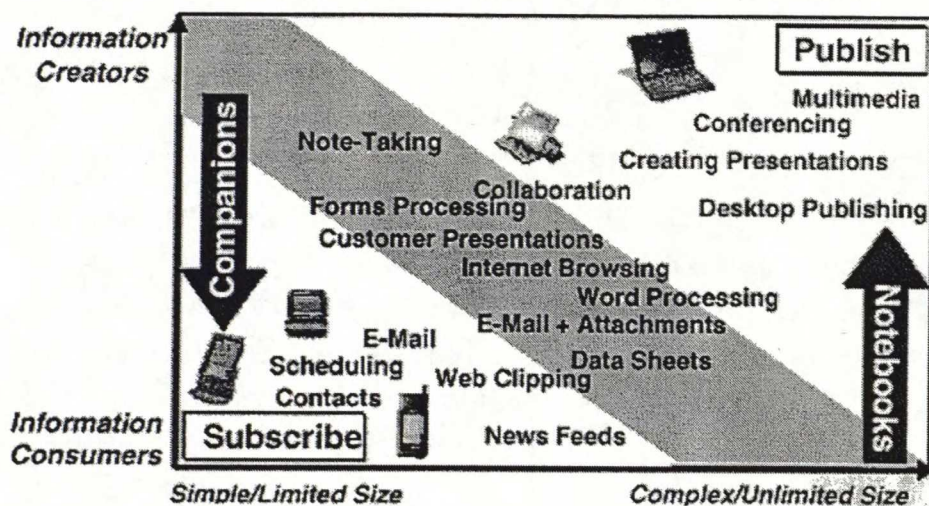 Information
Creators
Publish
Multimedia
Conferencing
Note-Taking
Creating Presentations
Collaboration
Forms Processing
Desktop Publishing
Customer Presentations
Companions
Internet Browsing
Word Processing
E-Mail + Attachments
Notebooks
E-Mail
Scheduling
Data Sheets
Web Clipping
Contacts
Information
Consumers
Subscribe
News Feeds
Simple/Limited Size
Complex/Unlimited Size